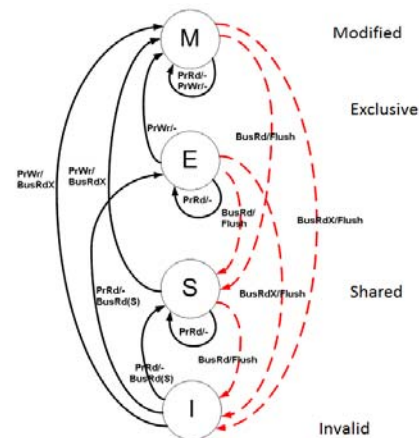 M
Modified
PrRd/-
PrWr/-
Exclusive
PrWr/-
BusRd/Flush
E
PrWr/
BusRdX
PrWr/
BusRdX
PrRd/-
BusRd/
Flush
BusRdX/Flush
PrRd/-
BusRd(S)
BusRdX/Flush
S
Shared
PrRd/-
PrRd/-
BusRd(S)
BusRd/Flush
I
Invalid